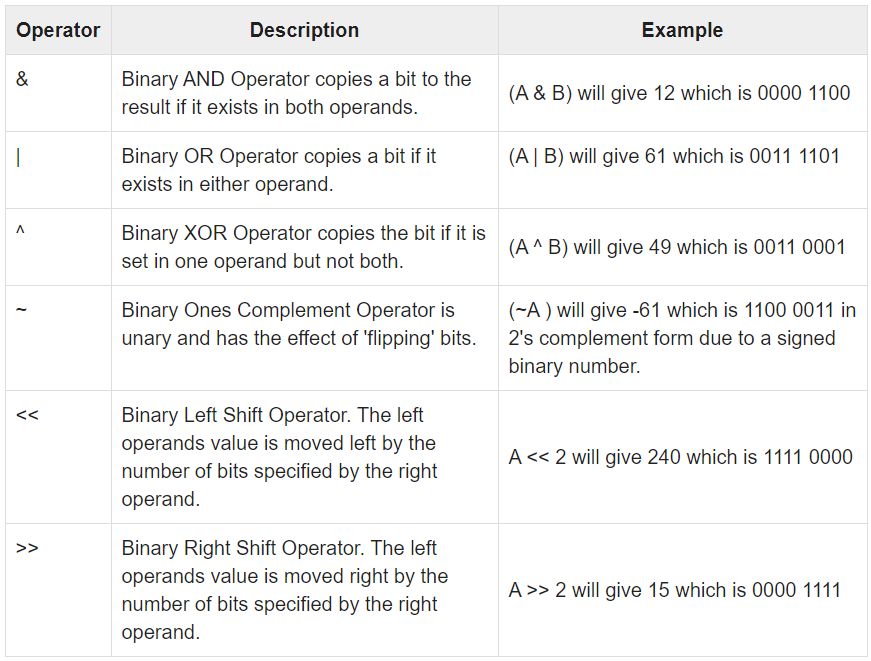 Operator Description Example
&
Binary AND Operator copies a bit to the
result if it exists in both operands.
(A & B) will give 12 which is 0000 1100
|
Binary OR Operator copies a bit if it
exists in either operand.
(A | B) will give 61 which is 0011 1101
^
Binary XOR Operator copies the bit if it is
set in one operand but not both.
(A ^ B) will give 49 which is 0011 0001
~
Binary Ones Complement Operator is
unary and has the effect of 'flipping' bits.
(~A ) will give -61 which is 1100 0011 in
2's complement form due to a signed
binary number.
<<
Binary Left Shift Operator. The left
operands value is moved left by the
number of bits specified by the right
operand.
A << 2 will give 240 which is 1111 0000
>>
Binary Right Shift Operator. The left
operands value is moved right by the
number of bits specified by the right
operand.
A >> 2 will give 15 which is 0000 1111